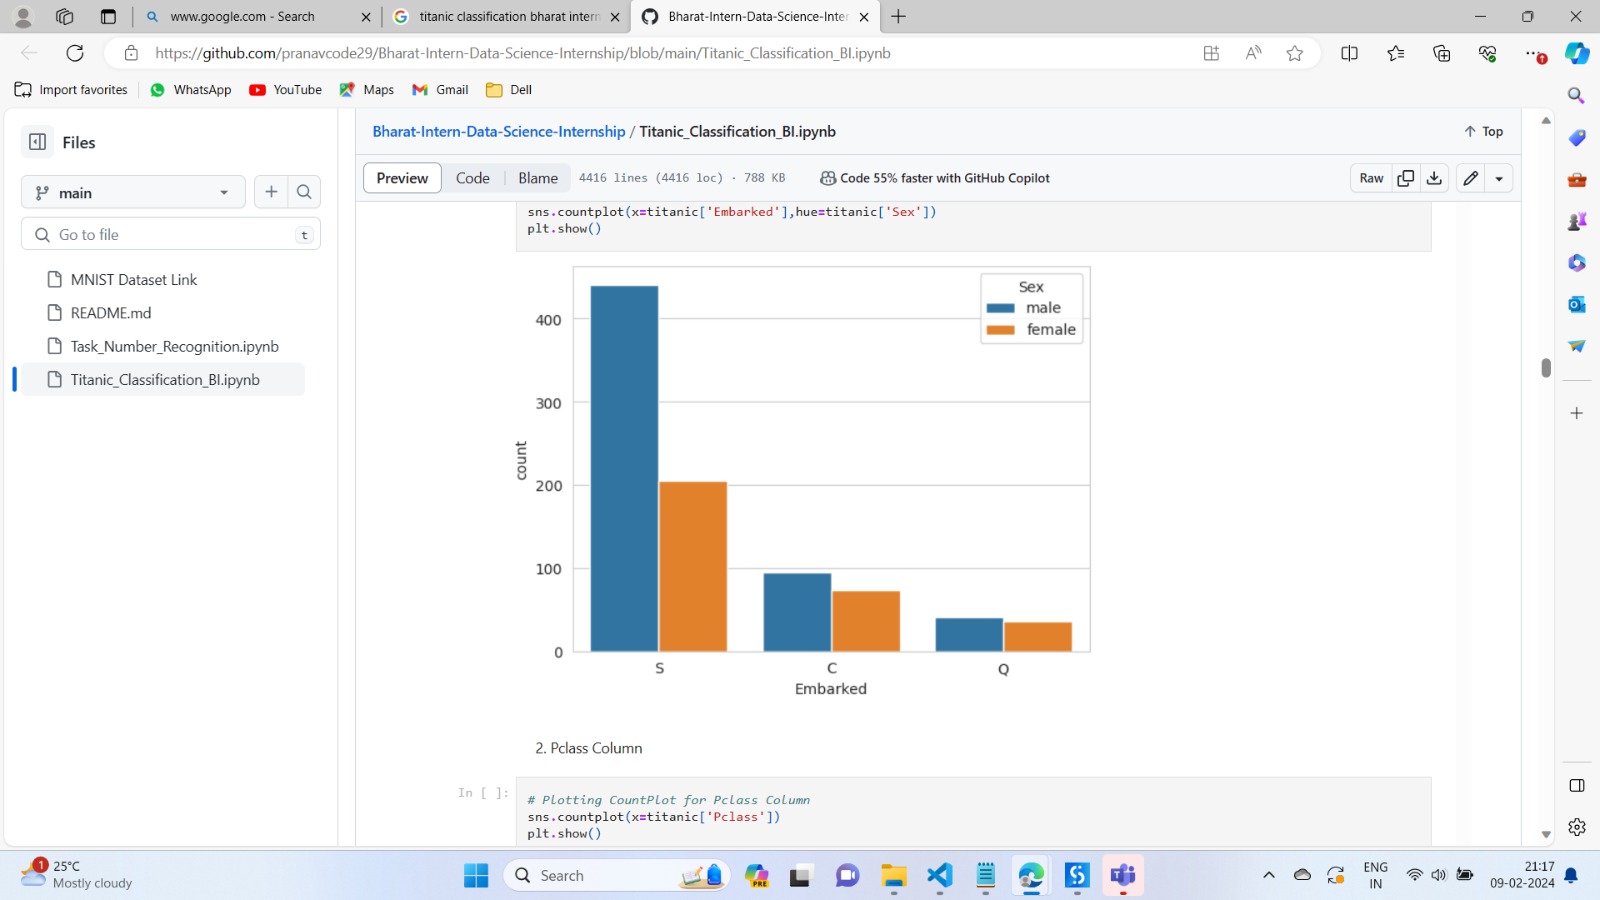 www.google.com - Search
titanic classification bharat intern
Bharat-Intern-Data-Science-Inter
https://github.com/pranavcode29/Bharat-Intern-Data-Science-Internship/blob/main/Titanic_Classification_BI.ipynb
Import favorites
WhatsApp
YouTube
Maps
Gmail
Dell
Files
Bharat-Intern-Data-Science-Internship / Titanic_Classification_BI.ipynb
Top
main
Preview
Code
Blame
4416 lines (4416 loc) · 788 KB
Code 55% faster with GitHub Copilot
Raw
Go to file
t
MNIST Dataset Link
README.md
Task_Number_Recognition.ipynb
Titanic_Classification_BI.ipynb
sns.countplot(x=titanic['Embarked'],hue=titanic['Sex'])
plt.show()
Sex
male
female
400
300
200
100
0
count
S
C
Q
Embarked
2. Pclass Column
In [ ]:
# Plotting CountPlot for Pclass Column
sns.countplot(x=titanic['Pclass'])
plt.show()
1
25°C
Mostly cloudy
Search
PRE
ENG
IN
21:17
09-02-2024